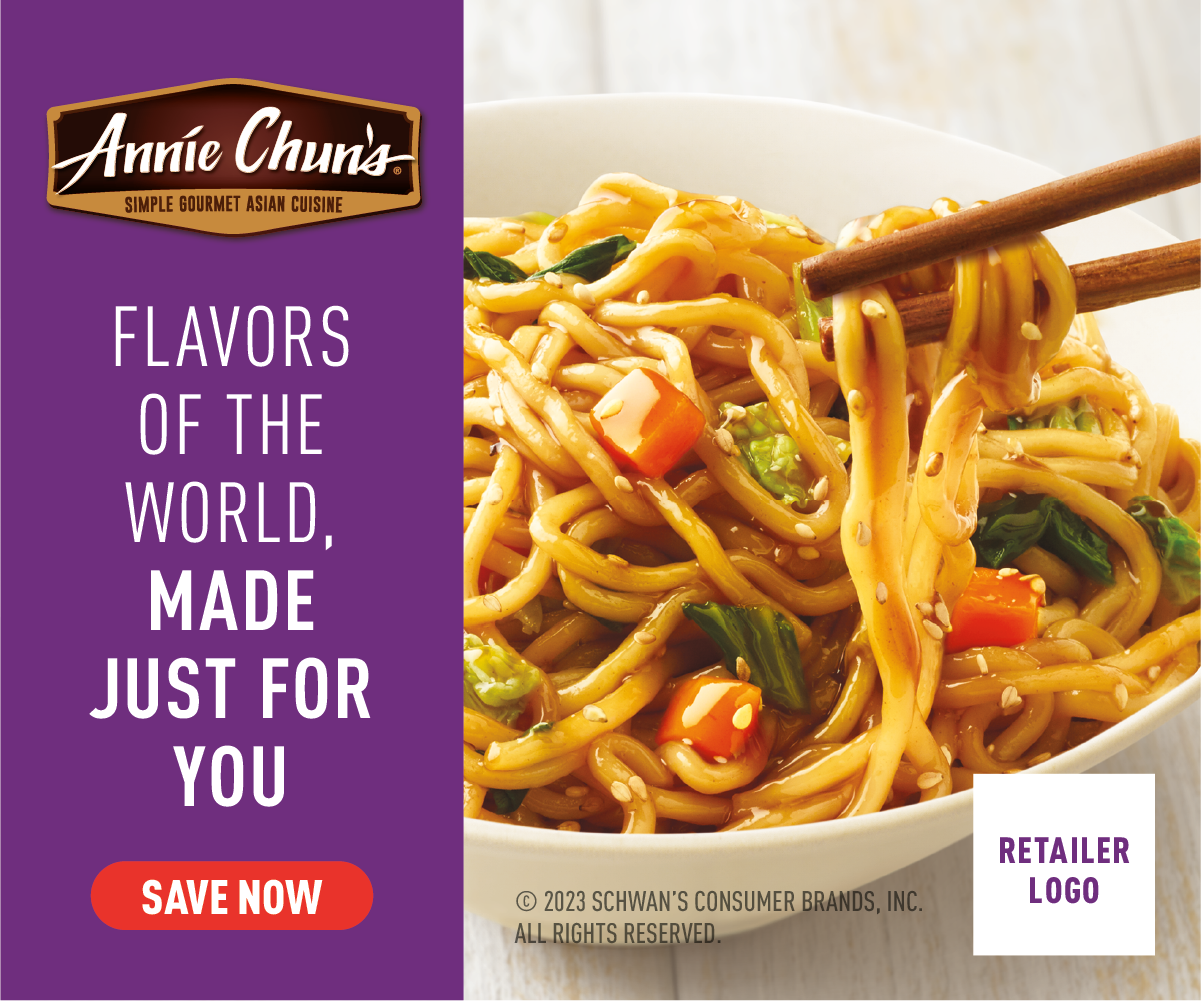 Annie Chun's®
SIMPLE GOURMET ASIAN CUISINE
FLAVORS
OF THE
WORLD,
MADE
JUST FOR
YOU
SAVE NOW
© 2023 SCHWAN'S CONSUMER BRANDS, INC.
ALL RIGHTS RESERVED.
RETAILER
LOGO